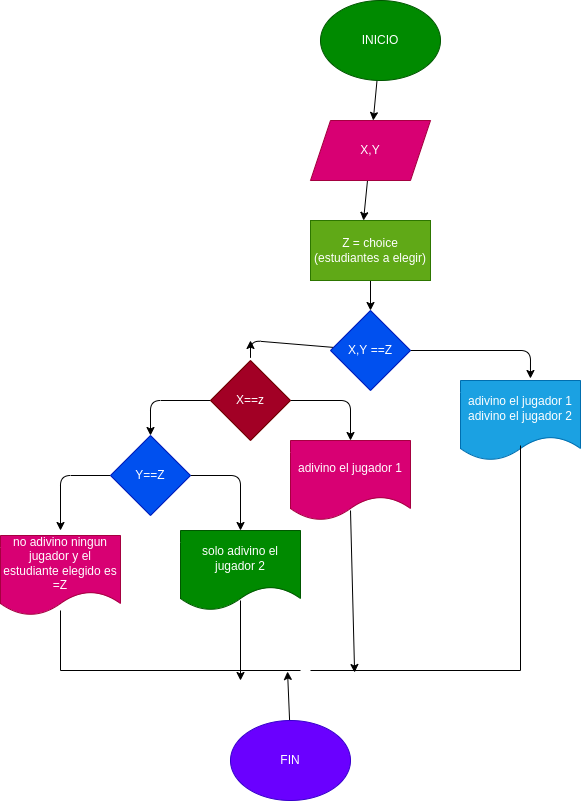 INICIO
X,Y
Z = choice
(estudiantes a elegir)
X,Y ==Z
X==z
adivino el jugador 1
adivino el jugador 2
adivino el jugador 1
Y==Z
no adivino ningun
jugador y el
estudiante elegido es
=Z
solo adivino el
jugador 2
FIN